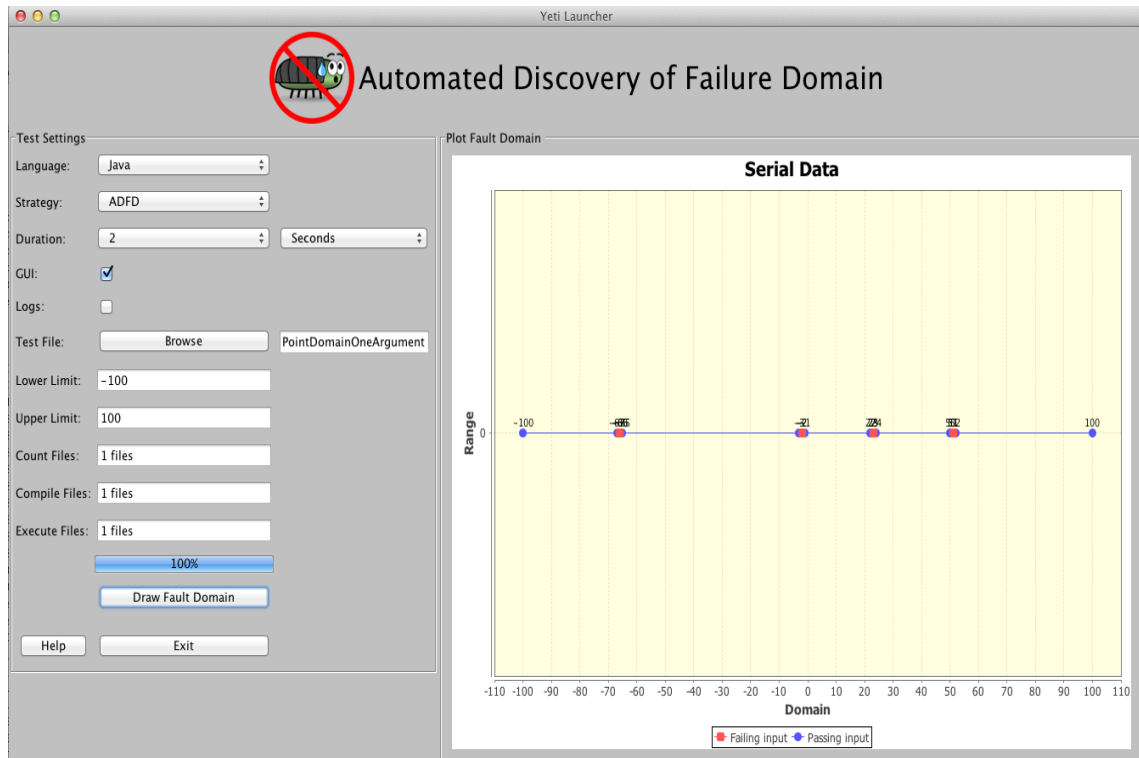 Yeti Launcher
Automated Discovery of Failure Domain
Test Settings
Language: Java
Strategy: ADFD
Duration: 2 Seconds
GUI:
Logs:
Test File: Browse PointDomainOneArgument
Lower Limit: -100
Upper Limit: 100
Count Files: 1 files
Compile Files: 1 files
Execute Files: 1 files
100%
Draw Fault Domain
Help Exit
Plot Fault Domain
Serial Data
-100 100
Range
0
-110 -100 -90 -80 -70 -60 -50 -40 -30 -20 -10 0 10 20 30 40 50 60 70 80 90 100 110
Domain
Failing input Passing input